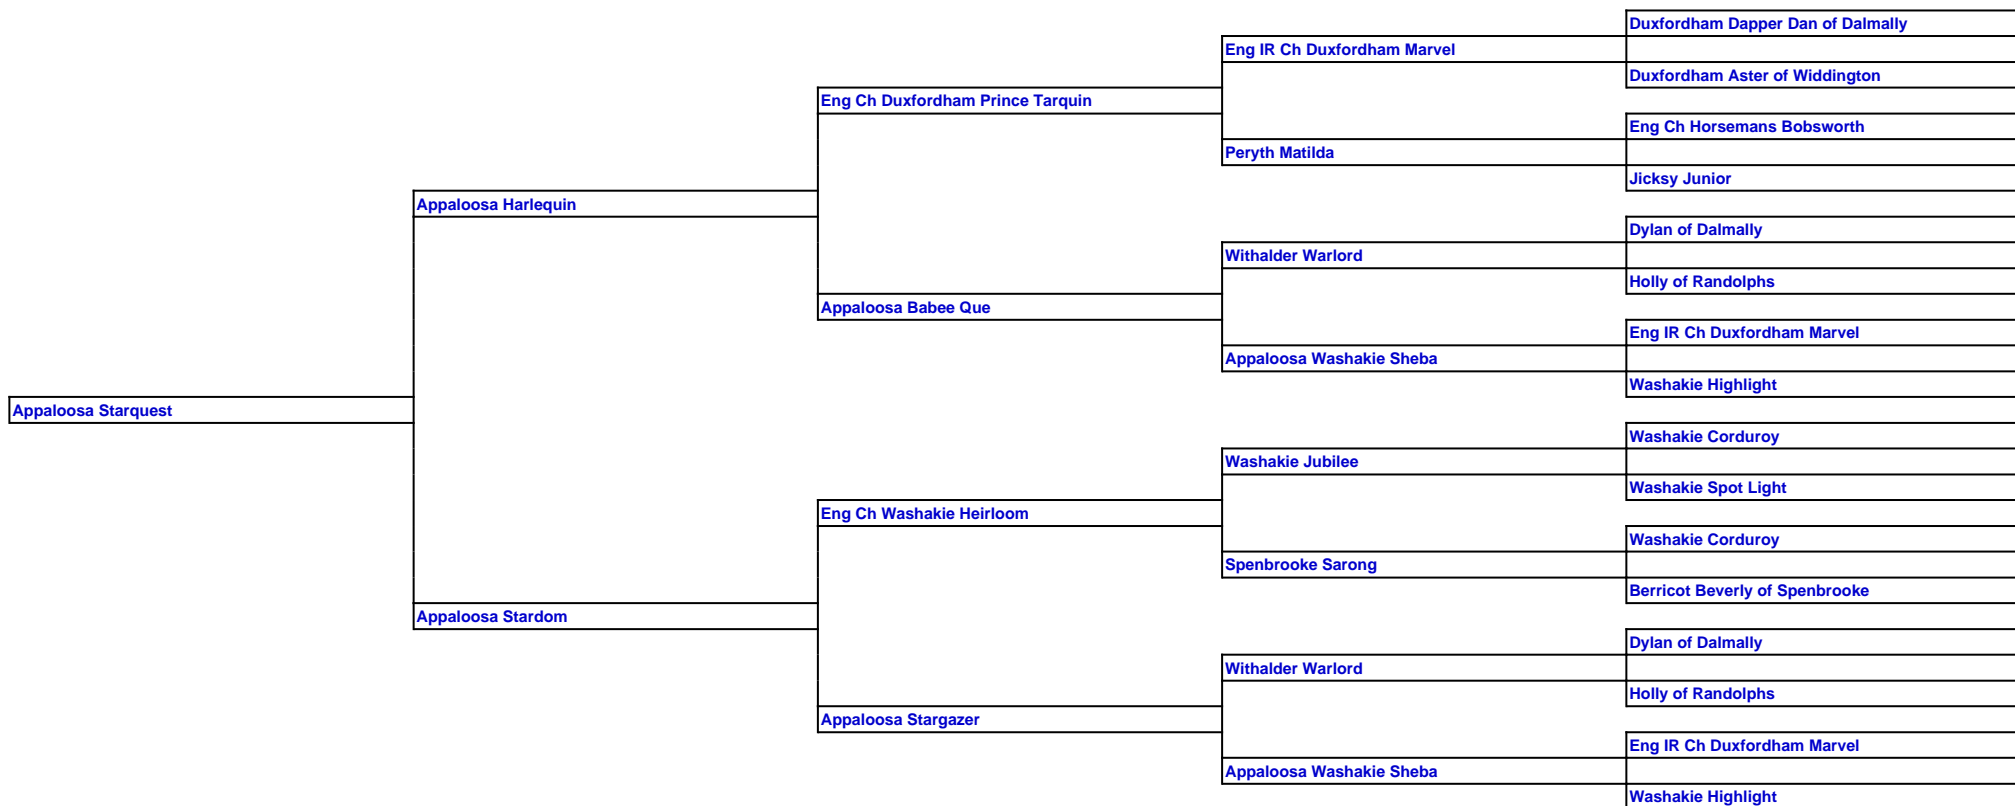 Duxfordham Dapper Dan of Dalmally
Eng IR Ch Duxfordham Marvel
Duxfordham Aster of Widdington
Eng Ch Duxfordham Prince Tarquin
Eng Ch Horsemans Bobsworth
Peryth Matilda
Jicksy Junior
Appaloosa Harlequin
Dylan of Dalmally
Withalder Warlord
Holly of Randolphs
Appaloosa Babee Que
Eng IR Ch Duxfordham Marvel
Appaloosa Washakie Sheba
Washakie Highlight
Appaloosa Starquest
Washakie Corduroy
Washakie Jubilee
Washakie Spot Light
Eng Ch Washakie Heirloom
Washakie Corduroy
Spenbrooke Sarong
Berricot Beverly of Spenbrooke
Appaloosa Stardom
Dylan of Dalmally
Withalder Warlord
Holly of Randolphs
Appaloosa Stargazer
Eng IR Ch Duxfordham Marvel
Appaloosa Washakie Sheba
Washakie Highlight